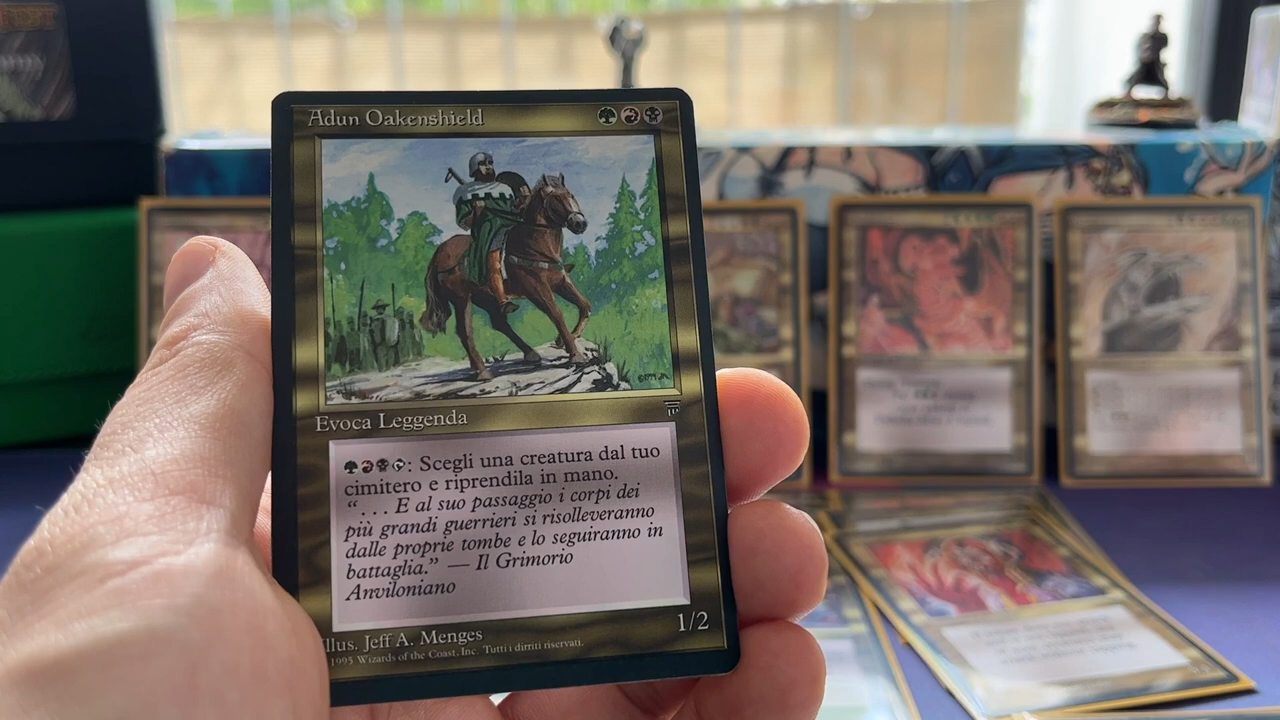 Adun Oakenshield
Evoca Leggenda
: Scegli una creatura dal tuo
cimitero e riprendila in mano.
“ . . . E al suo passaggio i corpi dei
più grandi guerrieri si risolleveranno
dalle proprie tombe e lo seguiranno in
battaglia.” — Il Grimorio
Anviloniano
1/2
Illus. Jeff A. Menges
1995 Wizards of the Coast, Inc. Tutti i diritti riservati.